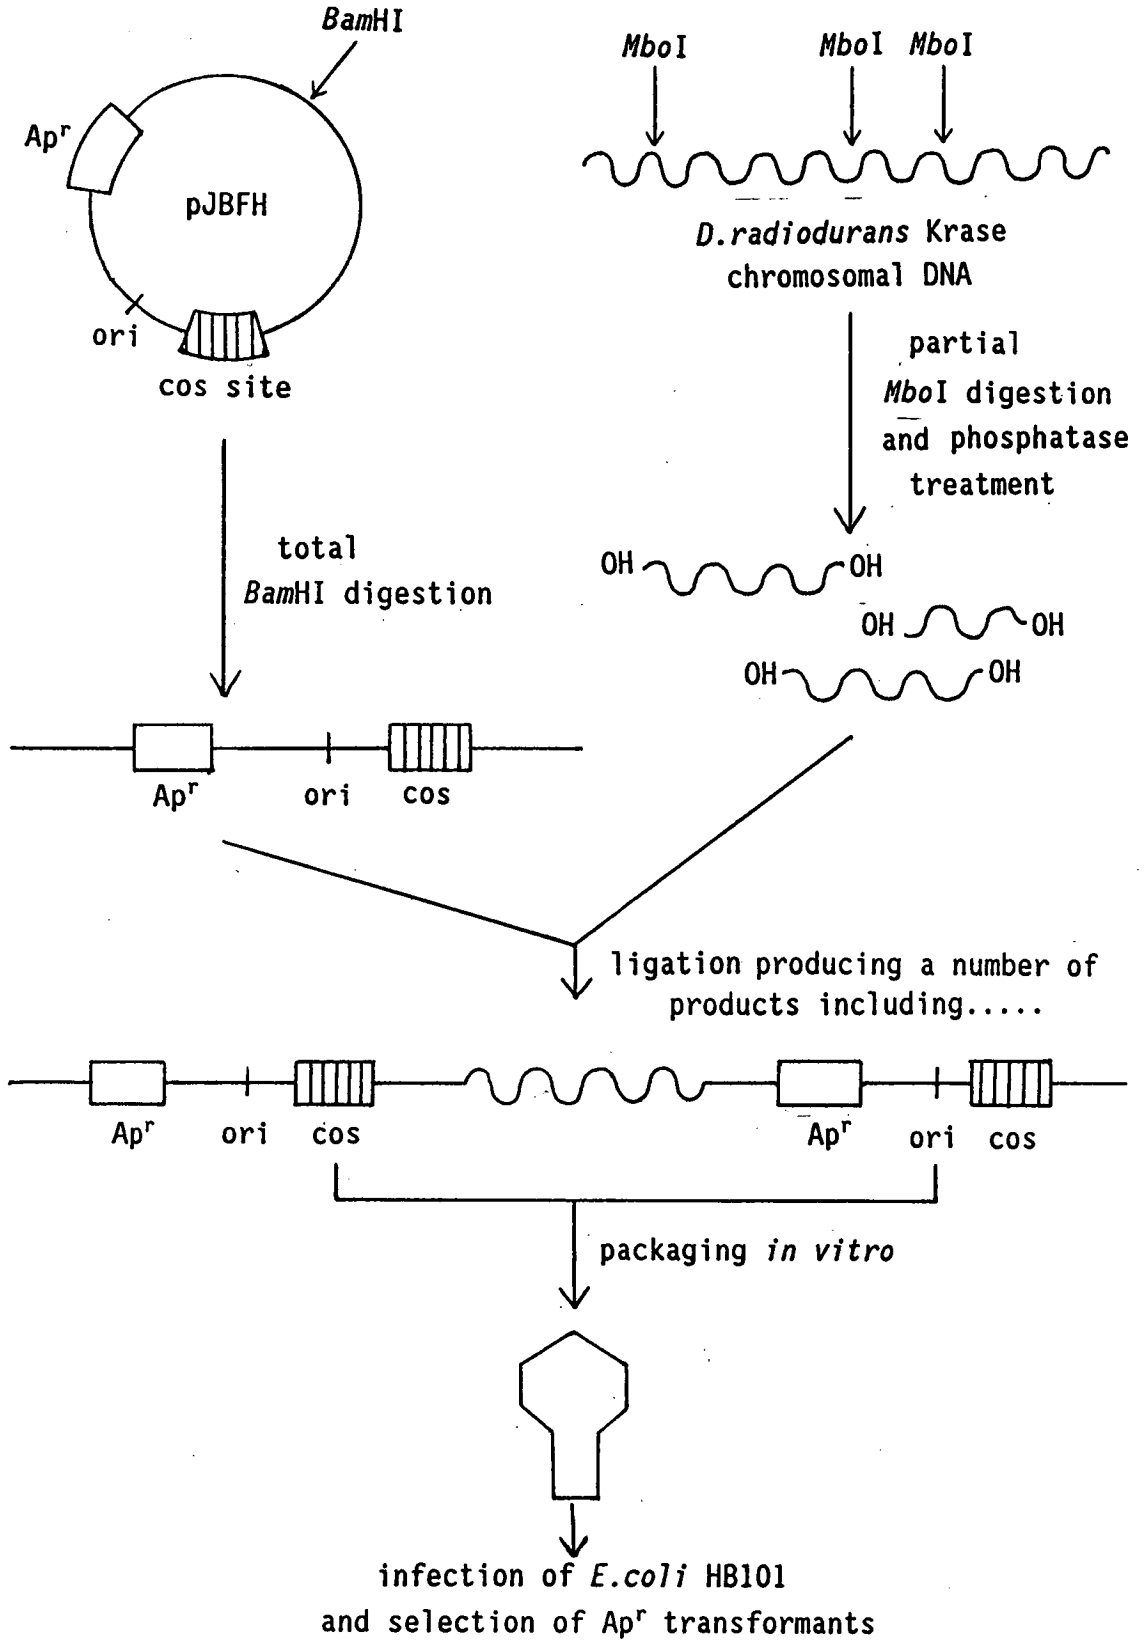 BamHI
MboI MboI MboI
Apʳ
pJBFH
ori
cos site
D.radiodurans Krase
chromosomal DNA
partial
MboI digestion
and phosphatase
treatment
total
BamHI digestion
OH OH
OH OH
OH OH
Apʳ ori cos
ligation producing a number of
products including.....
Apʳ ori cos Apʳ ori cos
packaging in vitro
infection of E.coli HB101
and selection of Apʳ transformants